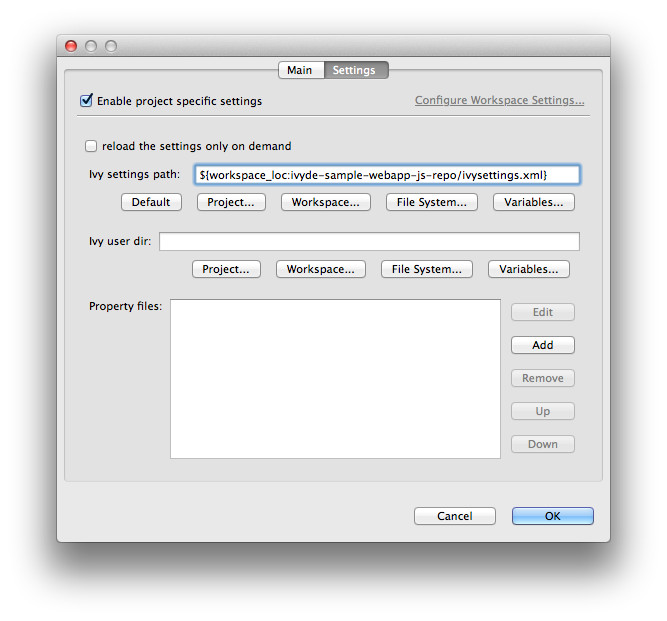 Main Settings
Enable project specific settings Configure Workspace Settings...
reload the settings only on demand
Ivy settings path: ${workspace_loc:ivyde-sample-webapp-js-repo/ivysettings.xml}
Default Project... Workspace... File System... Variables...
Ivy user dir:
Project... Workspace... File System... Variables...
Property files: Edit
Add
Remove
Up
Down
Cancel OK